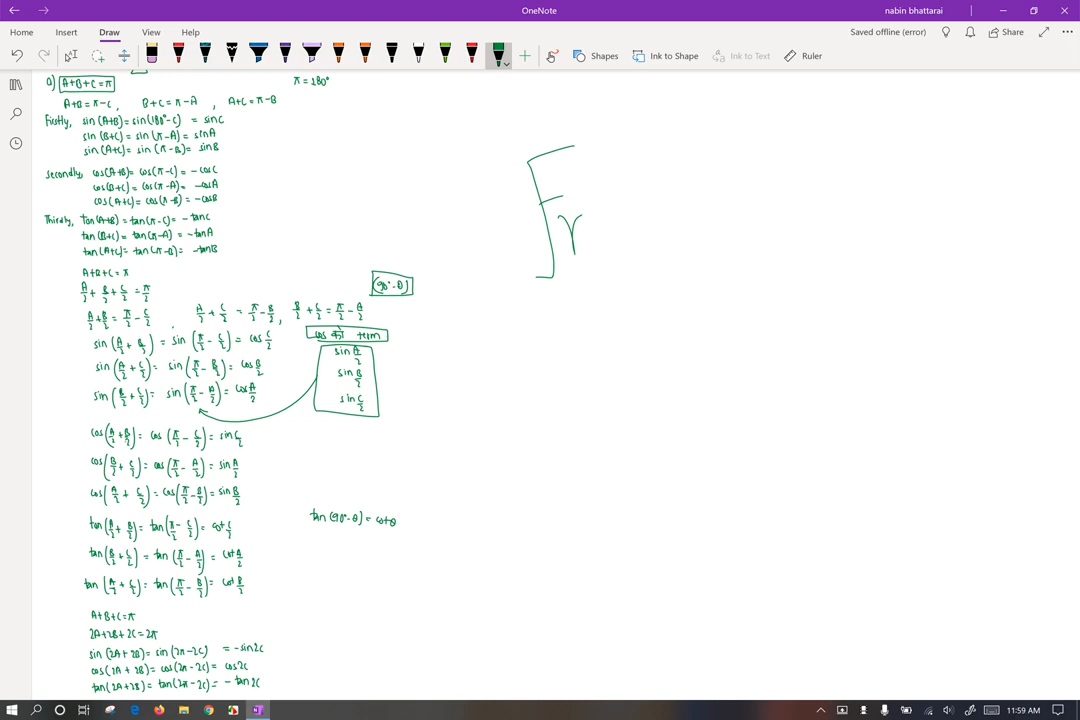 OneNote
nabin bhattarai
Home Insert Draw View Help
Saved offline (error)
Share
Shapes
Ink to Shape
Ink to Text
Ruler
a) A+B+C=π
π=180°
A+B=π-C, B+C=π-A, A+C=π-B
Firstly, sin(A+B)=sin(180°-C) = sinC
sin(B+C)= sin(π-A)= sinA
sin(A+C)= sin(π-B)= sinB
Secondly, cos(A+B)= cos(π-C)= -cosC
cos(B+C)= cos(π-A)= -cosA
cos(A+C)= cos(π-B)= -cosB
Thirdly, tan(A+B)= tan(π-C)= -tanC
tan(B+C)= tan(π-A)= -tanA
tan(A+C)= tan(π-B)= -tanB
A+B+C=π
A/2 + B/2 + C/2 = π/2
(90°-θ)
A/2 + B/2 = π/2 - C/2 , A/2 + C/2 = π/2 - B/2 , B/2 + C/2 = π/2 - A/2
sin(A/2 + B/2) = sin(π/2 - C/2) = cos C/2
sin(A/2 + C/2)= sin(π/2 - B/2)= cos B/2
sin(B/2 + C/2)= sin(π/2 - A/2)= cos A/2
cos को term
sin A/2
sin B/2
sin C/2
cos(A/2 + B/2)= cos(π/2 - C/2)= sin C/2
cos(B/2 + C/2)= cos(π/2 - A/2)= sin A/2
cos(A/2 + C/2)= cos(π/2 - B/2)= sin B/2
tan(A/2 + B/2)= tan(π/2 - C/2)= cot C/2
tan(90°-θ)= cotθ
tan(B/2 + C/2)= tan(π/2 - A/2)= cot A/2
tan(A/2 + C/2)= tan(π/2 - B/2)= cot B/2
A+B+C=π
2A+2B+2C=2π
sin(2A+2B)= sin(2π-2C) = -sin2C
cos(2A+2B)= cos(2π-2C)= cos2C
tan(2A+2B)= tan(2π-2C)= -tan2C
11:59 AM